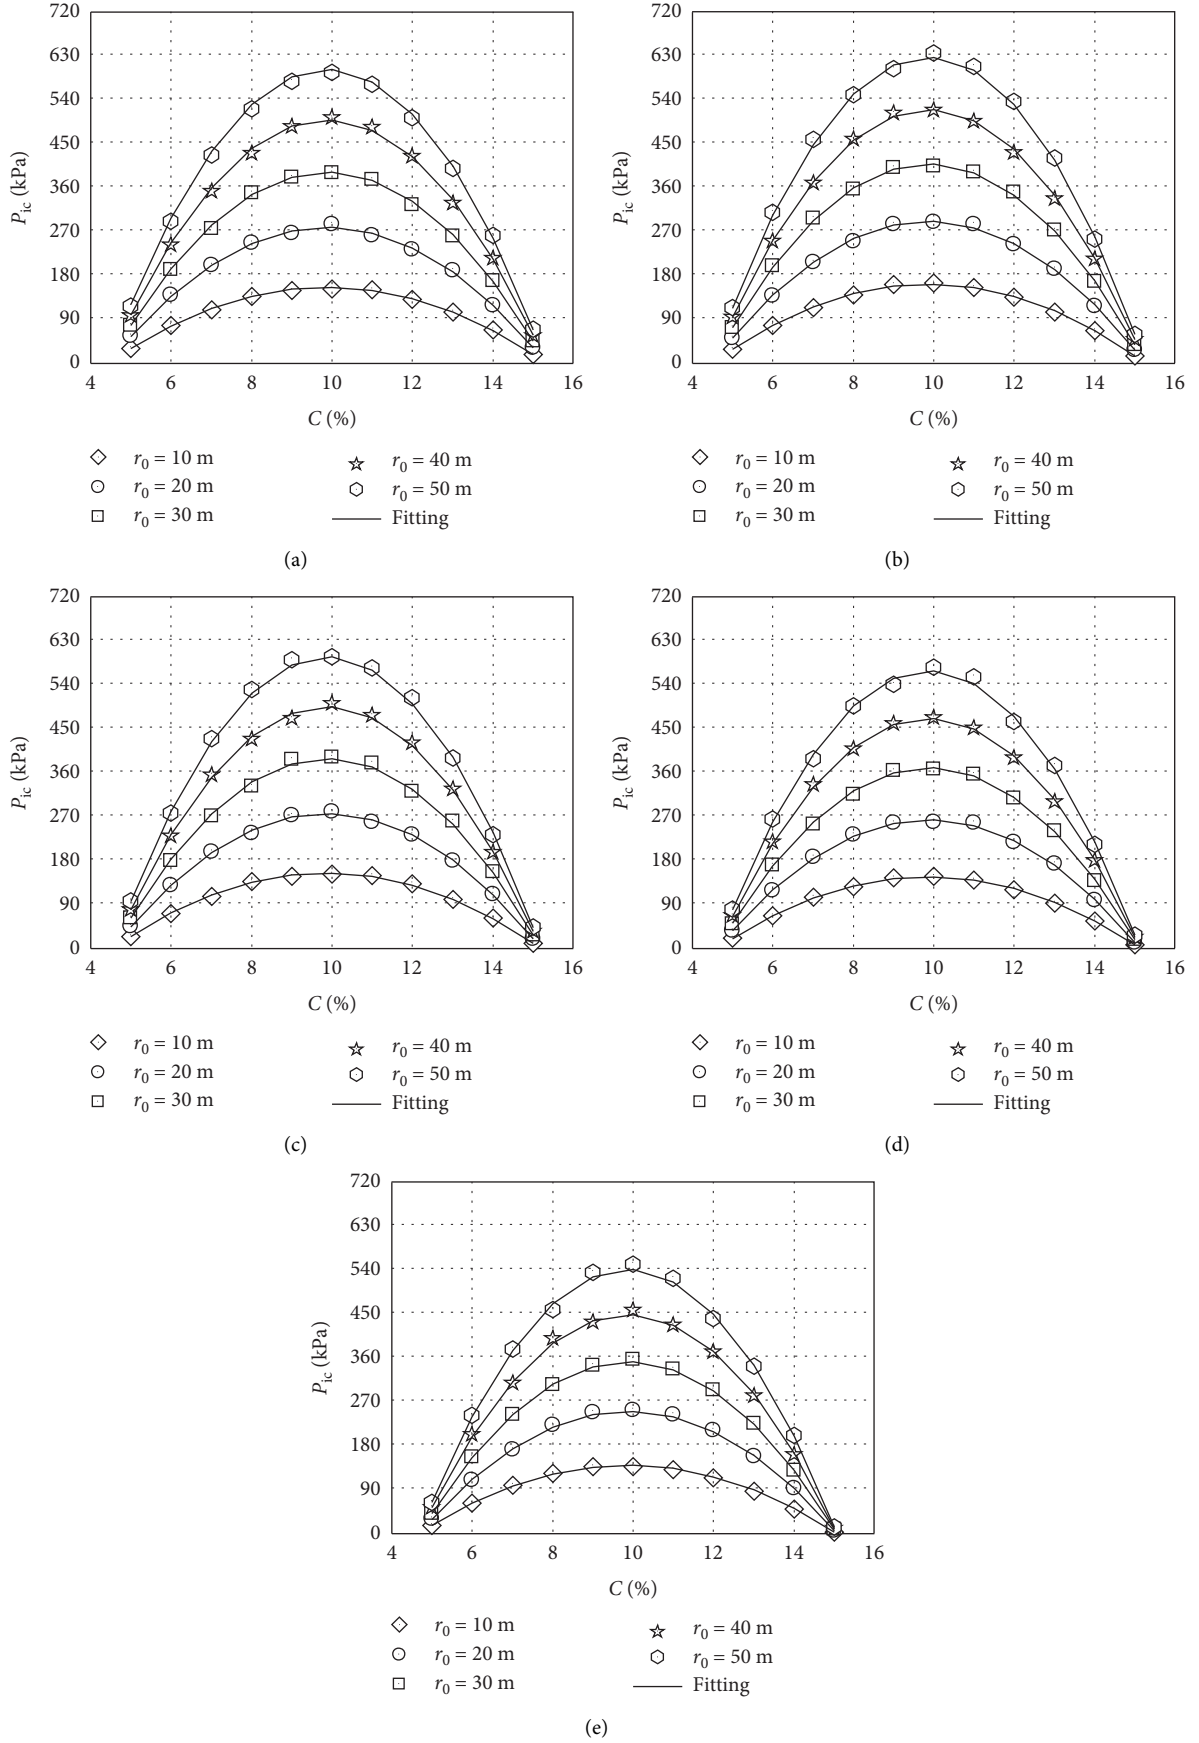 720
630
540
450
360
270
180
90
0
P_ic (kPa)
4 6 8 10 12 14 16
C (%)
r_0 = 10 m
r_0 = 20 m
r_0 = 30 m
r_0 = 40 m
r_0 = 50 m
Fitting
(a)
720
630
540
450
360
270
180
90
0
P_ic (kPa)
4 6 8 10 12 14 16
C (%)
r_0 = 10 m
r_0 = 20 m
r_0 = 30 m
r_0 = 40 m
r_0 = 50 m
Fitting
(b)
720
630
540
450
360
270
180
90
0
P_ic (kPa)
4 6 8 10 12 14 16
C (%)
r_0 = 10 m
r_0 = 20 m
r_0 = 30 m
r_0 = 40 m
r_0 = 50 m
Fitting
(c)
720
630
540
450
360
270
180
90
0
P_ic (kPa)
4 6 8 10 12 14 16
C (%)
r_0 = 10 m
r_0 = 20 m
r_0 = 30 m
r_0 = 40 m
r_0 = 50 m
Fitting
(d)
720
630
540
450
360
270
180
90
0
P_ic (kPa)
4 6 8 10 12 14 16
C (%)
r_0 = 10 m
r_0 = 20 m
r_0 = 30 m
r_0 = 40 m
r_0 = 50 m
Fitting
(e)